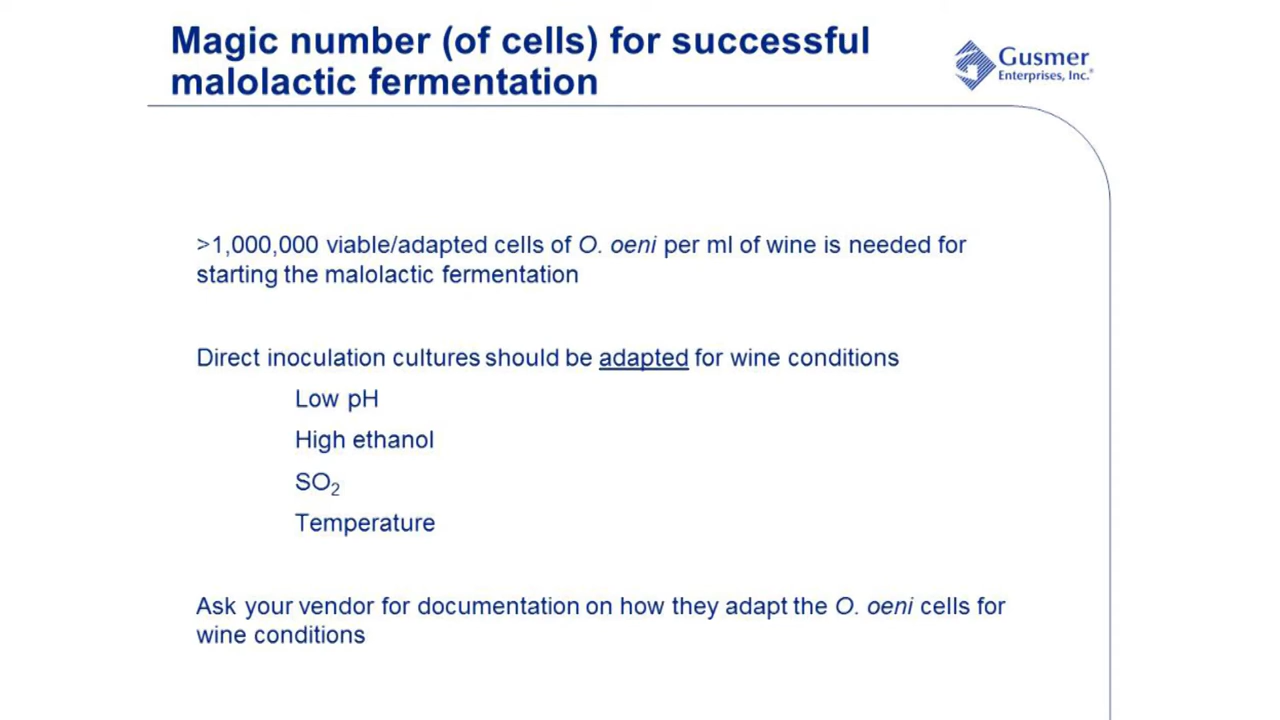 Magic number (of cells) for successful
malolactic fermentation
Gusmer
Enterprises, Inc.®
>1,000,000 viable/adapted cells of O. oeni per ml of wine is needed for
starting the malolactic fermentation
Direct inoculation cultures should be adapted for wine conditions
Low pH
High ethanol
SO₂
Temperature
Ask your vendor for documentation on how they adapt the O. oeni cells for
wine conditions